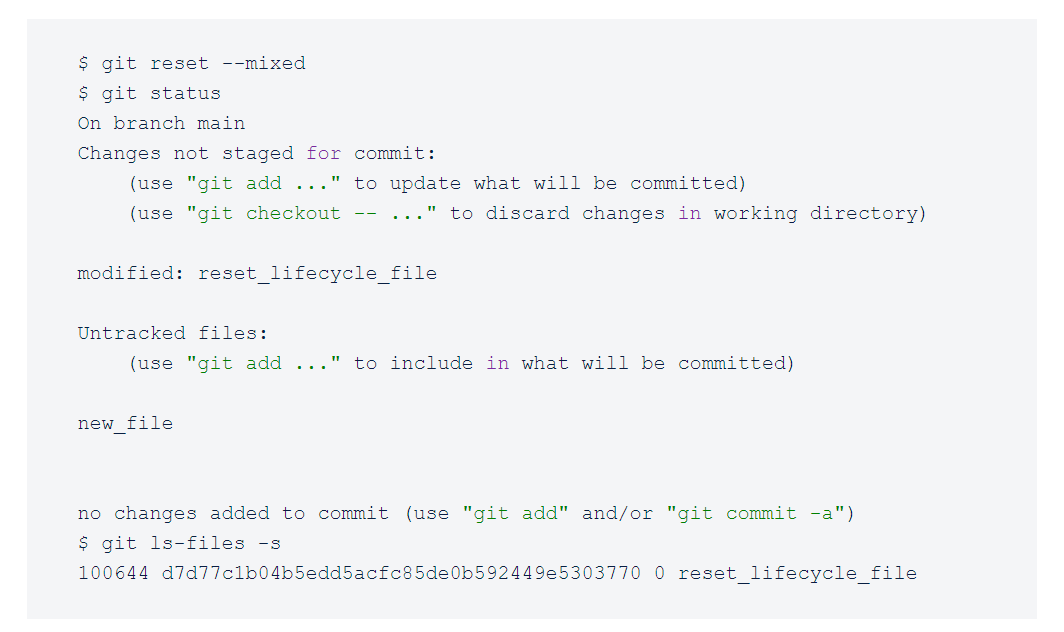 $ git reset --mixed
$ git status
On branch main
Changes not staged for commit:
    (use "git add ..." to update what will be committed)
    (use "git checkout -- ..." to discard changes in working directory)

modified: reset_lifecycle_file

Untracked files:
    (use "git add ..." to include in what will be committed)

new_file


no changes added to commit (use "git add" and/or "git commit -a")
$ git ls-files -s
100644 d7d77c1b04b5edd5acfc85de0b592449e5303770 0 reset_lifecycle_file